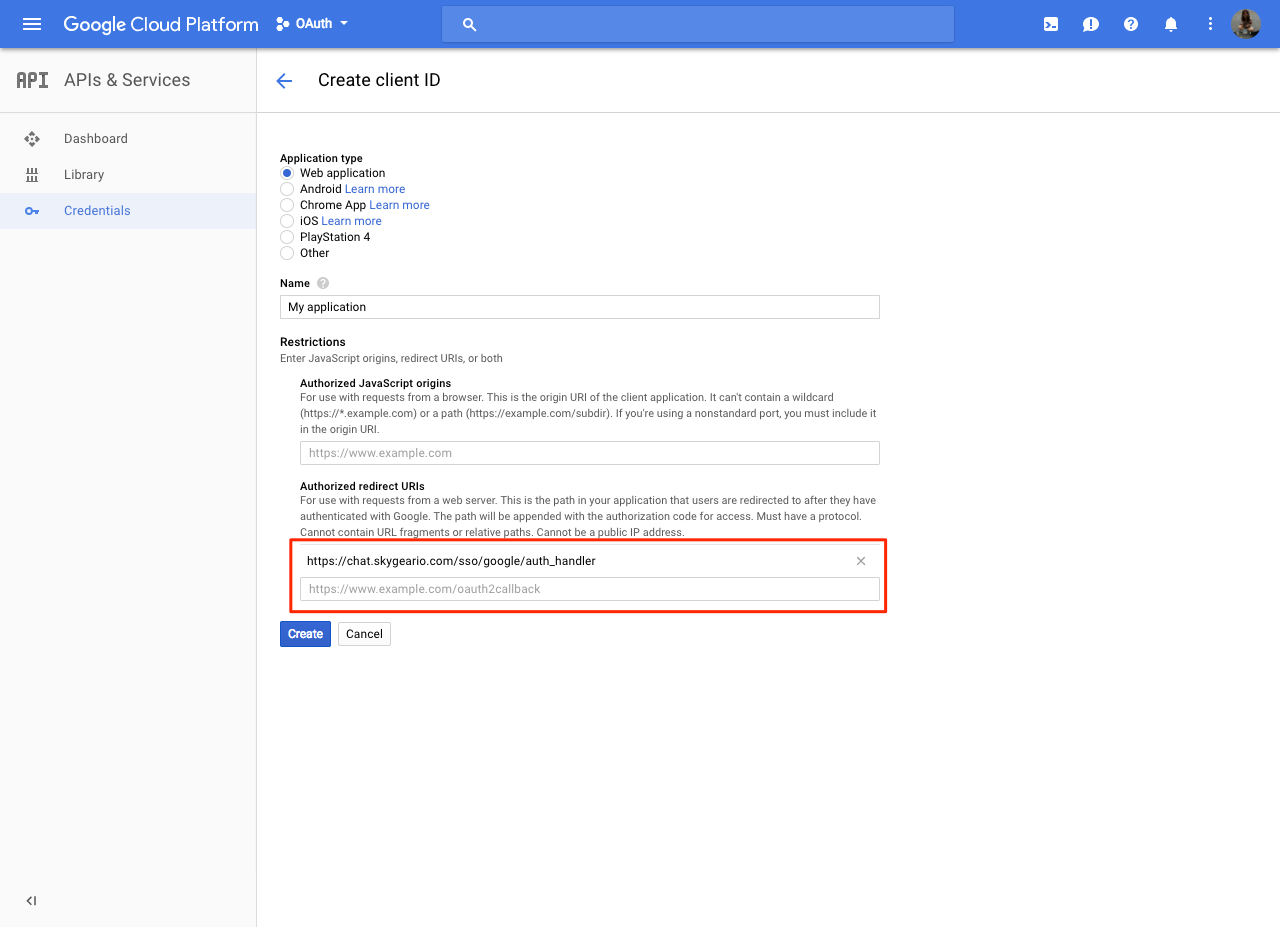 Google Cloud Platform
OAuth
API APIs & Services
Create client ID
Dashboard
Library
Credentials
Application type
Web application
Android Learn more
Chrome App Learn more
iOS Learn more
PlayStation 4
Other
Name
My application
Restrictions
Enter JavaScript origins, redirect URIs, or both
Authorized JavaScript origins
For use with requests from a browser. This is the origin URI of the client application. It can't contain a wildcard
(https://*.example.com) or a path (https://example.com/subdir). If you're using a nonstandard port, you must include it
in the origin URI.
https://www.example.com
Authorized redirect URIs
For use with requests from a web server. This is the path in your application that users are redirected to after they have
authenticated with Google. The path will be appended with the authorization code for access. Must have a protocol.
Cannot contain URL fragments or relative paths. Cannot be a public IP address.
https://chat.skygeario.com/sso/google/auth_handler
https://www.example.com/oauth2callback
Create Cancel